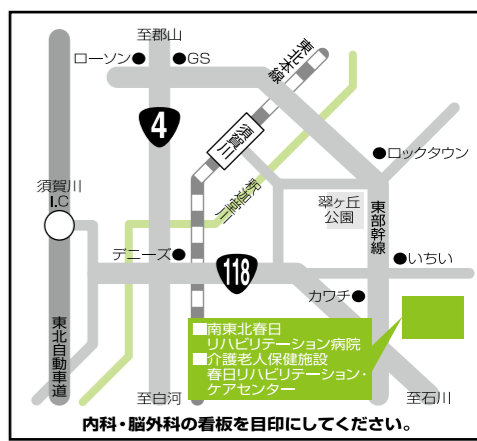 至郡山
ローソン
GS
東北本線
4
須賀川
ロックタウン
釈迦堂川
須賀川
I.C
翠ヶ丘
公園
東部幹線
デニーズ
118
いちい
カワチ
東北自動車道
■南東北春日
リハビリテーション病院
■介護老人保健施設
春日リハビリテーション・
ケアセンター
至白河
至石川
内科・脳外科の看板を目印にしてください。